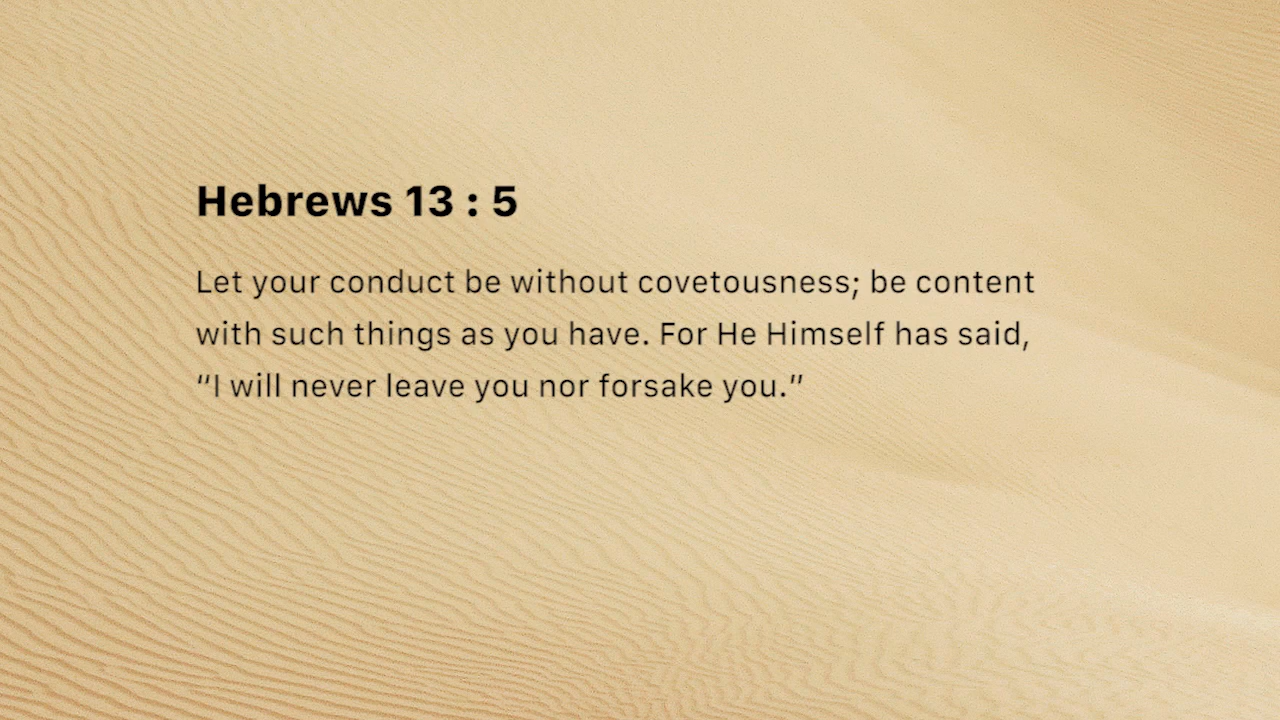 Hebrews 13 : 5
Let your conduct be without covetousness; be content
with such things as you have. For He Himself has said,
“I will never leave you nor forsake you.”